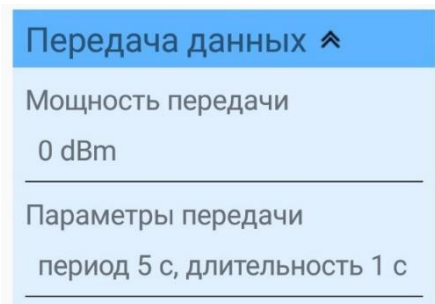 Передача данных
Мощность передачи
0 dBm
Параметры передачи
период 5 с, длительность 1 с